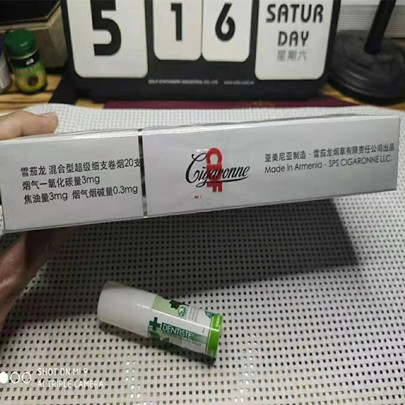 5 16
SATUR
DAY
星期六
雪茄龙 混合型超级细支卷烟20支
烟气一氧化碳量3mg
焦油量3mg 烟气烟碱量0.3mg
Cigaronne
亚美尼亚制造 · 雪茄龙烟草有限责任公司出品
Made in Armenia · SPS CIGARONNE LLC.
DENTISTE
SHOT ON MI 9
AI TRIPLE CAMERA